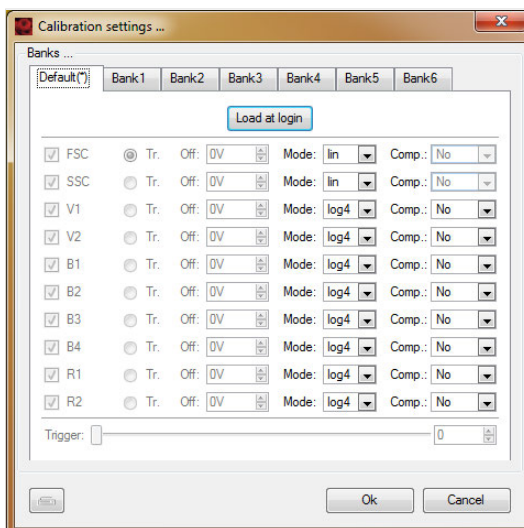 Calibration settings ...
Banks ...
Default(*) Bank1 Bank2 Bank3 Bank4 Bank5 Bank6
Load at login
FSC Tr. Off: 0V Mode: lin Comp.: No
SSC Tr. Off: 0V Mode: lin Comp.: No
V1 Tr. Off: 0V Mode: log4 Comp.: No
V2 Tr. Off: 0V Mode: log4 Comp.: No
B1 Tr. Off: 0V Mode: log4 Comp.: No
B2 Tr. Off: 0V Mode: log4 Comp.: No
B3 Tr. Off: 0V Mode: log4 Comp.: No
B4 Tr. Off: 0V Mode: log4 Comp.: No
R1 Tr. Off: 0V Mode: log4 Comp.: No
R2 Tr. Off: 0V Mode: log4 Comp.: No
Trigger: 0
Ok Cancel